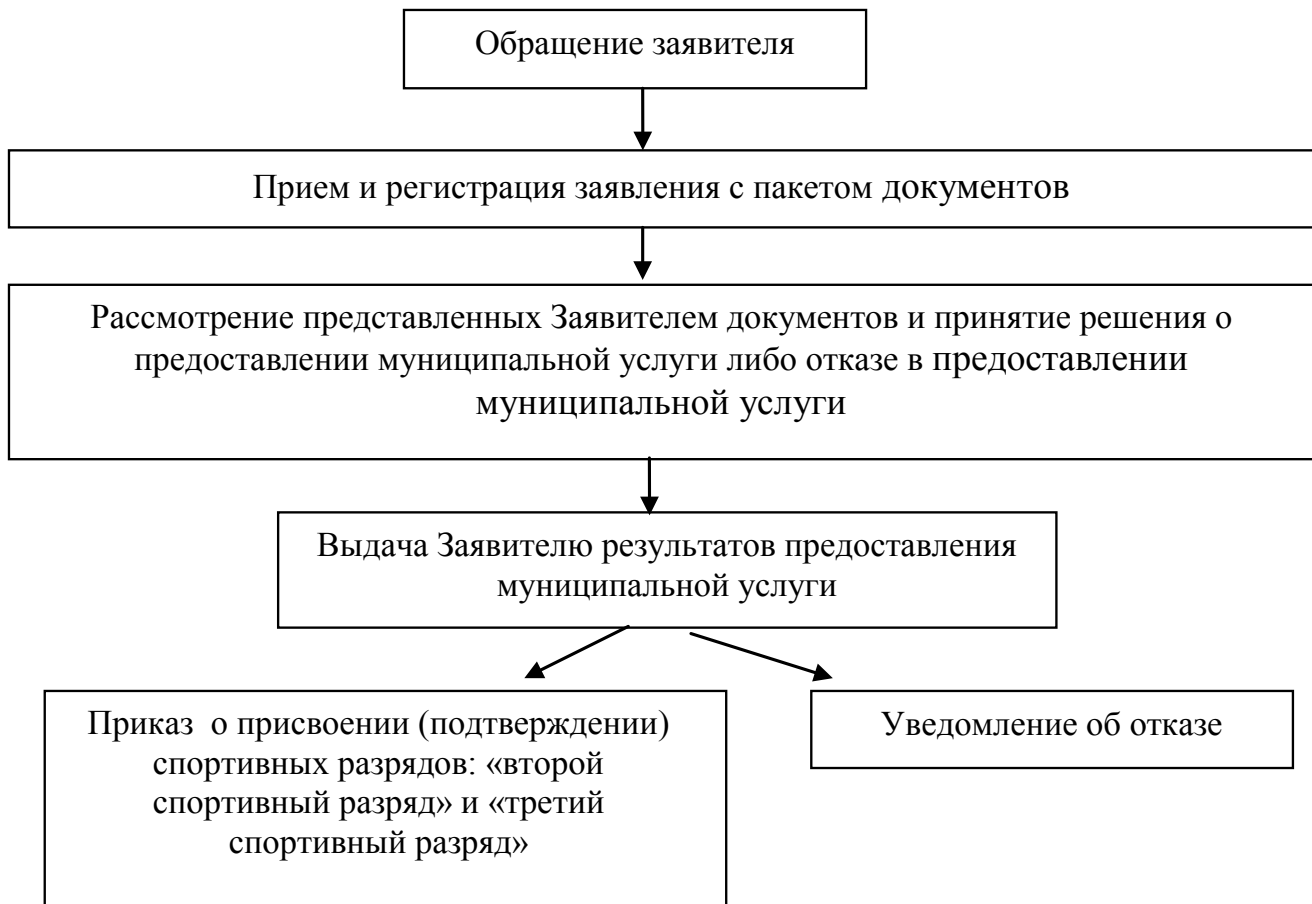 Обращение заявителя
Прием и регистрация заявления с пакетом документов
Рассмотрение представленных Заявителем документов и принятие решения о
предоставлении муниципальной услуги либо отказе в предоставлении
муниципальной услуги
Выдача Заявителю результатов предоставления
муниципальной услуги
Приказ о присвоении (подтверждении)
спортивных разрядов: «второй
спортивный разряд» и «третий
спортивный разряд»
Уведомление об отказе